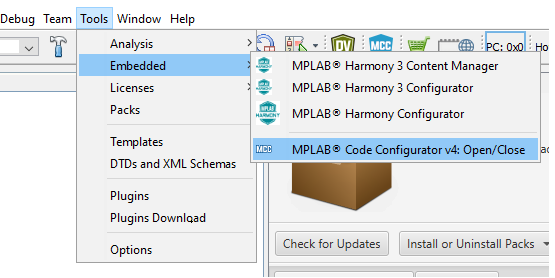 Debug Team Tools Window Help
DV MCC PC: 0x0
Analysis
Embedded
Licenses
Packs
Templates
DTDs and XML Schemas
Plugins
Plugins Download
Options
MPLAB® Harmony 3 Content Manager
MPLAB® Harmony 3 Configurator
MPLAB® Harmony Configurator
MCC MPLAB® Code Configurator v4: Open/Close
Check for Updates Install or Uninstall Packs